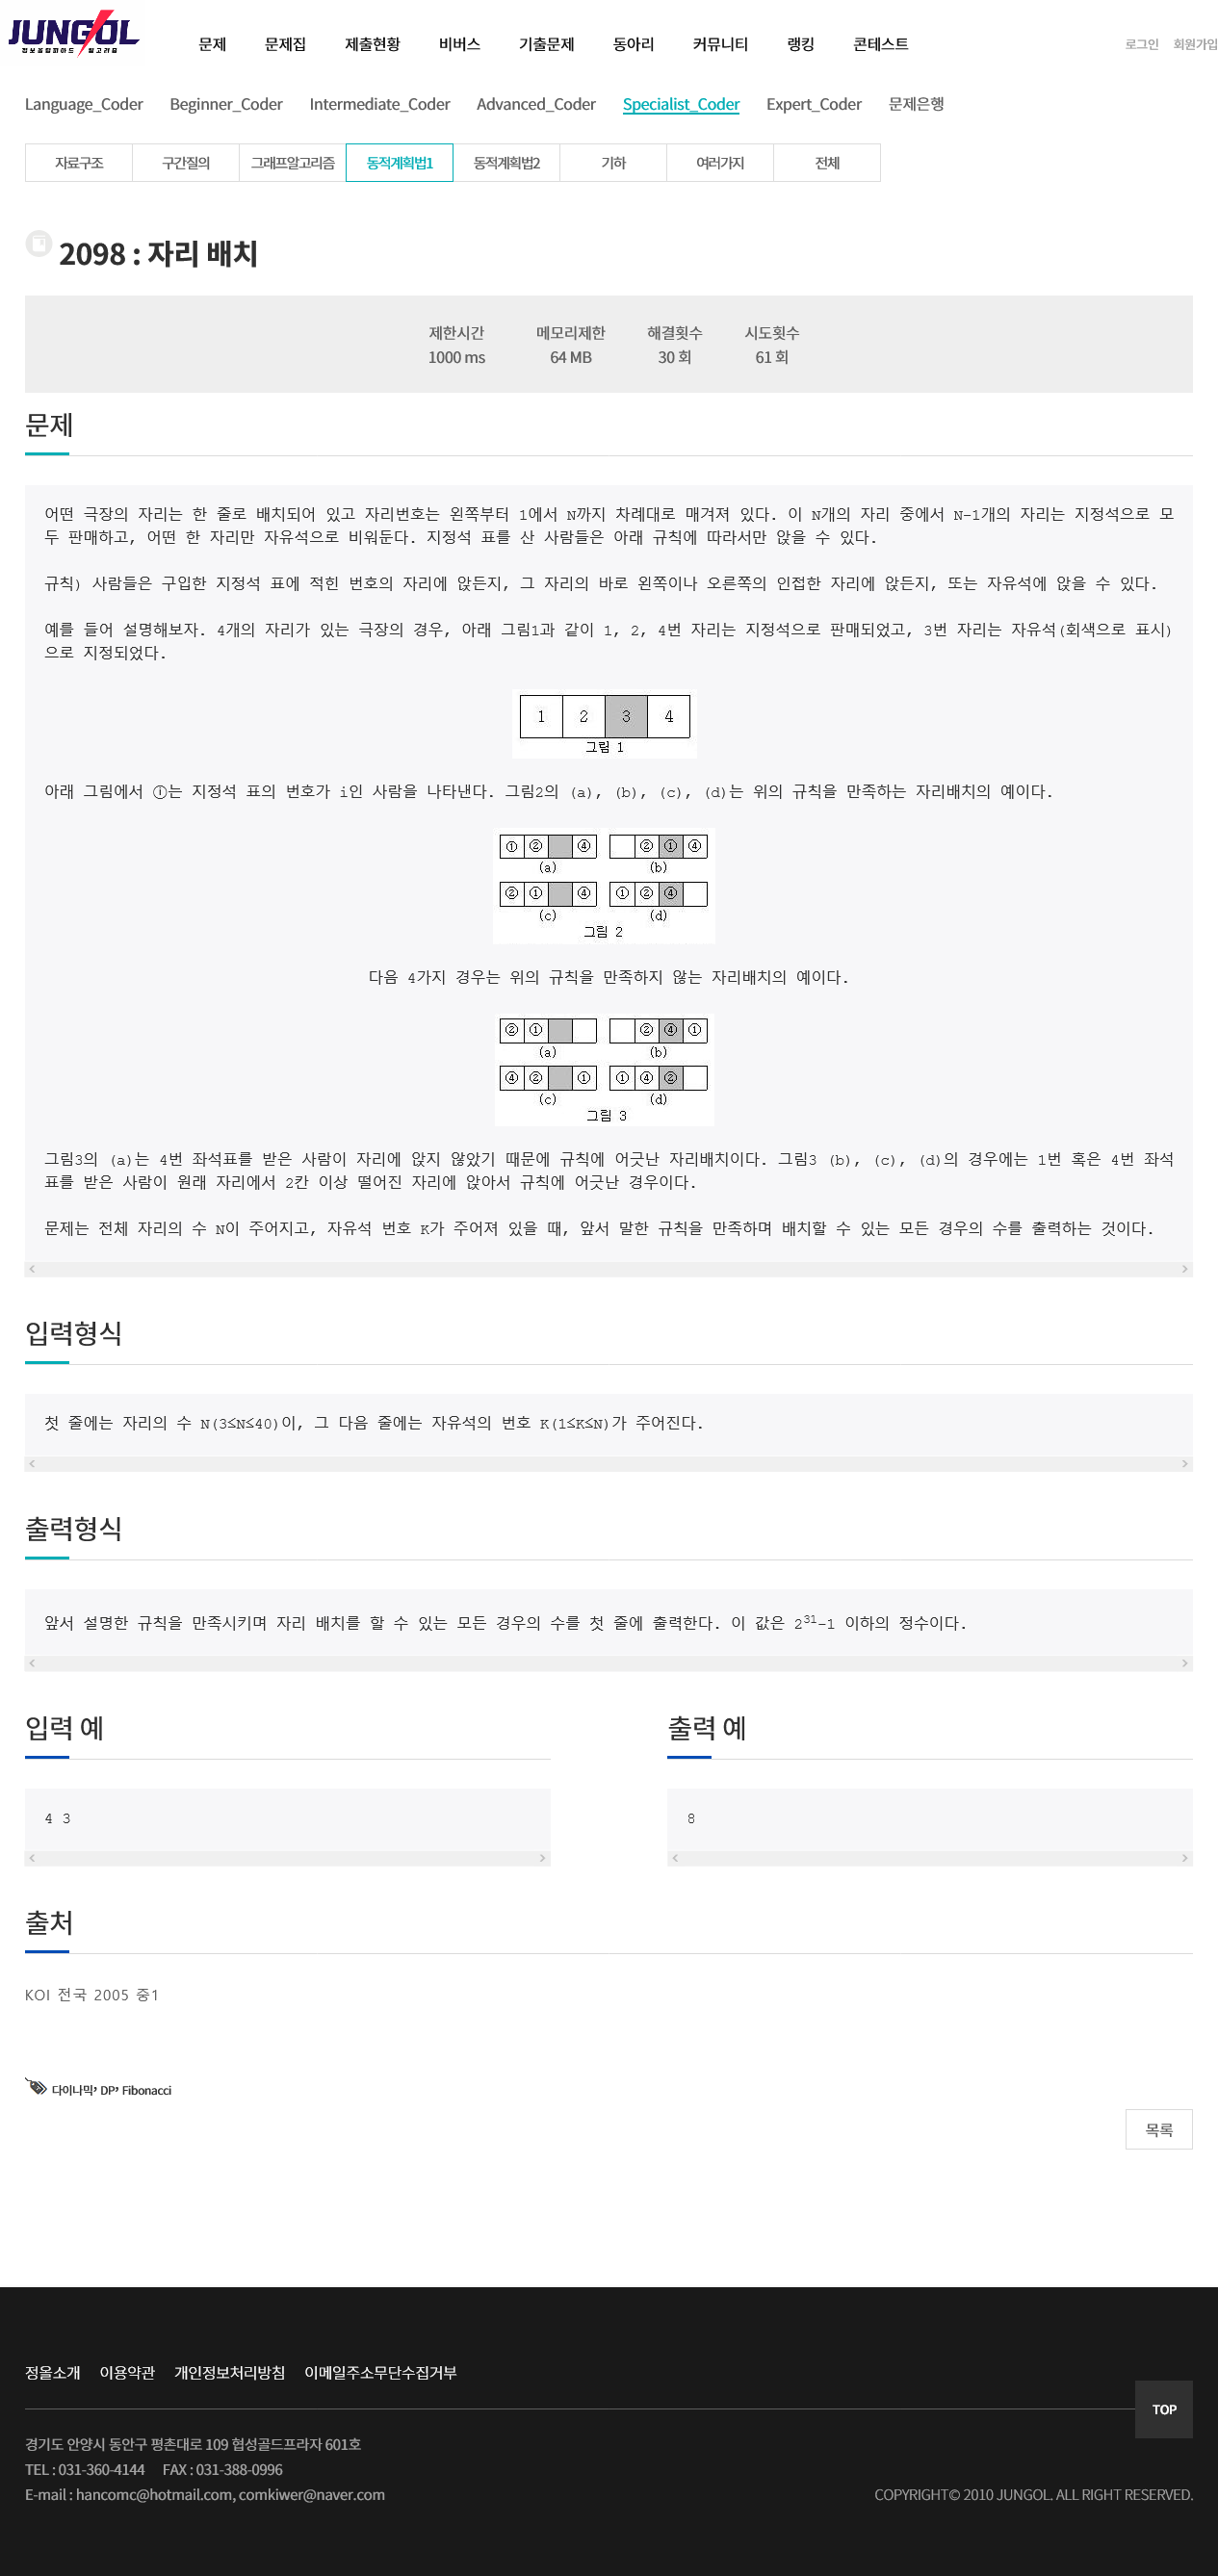 JUNGOL
정보올림피아드 알고리즘
문제 문제집 제출현황 비버스 기출문제 동아리 커뮤니티 랭킹 콘테스트 로그인 회원가입
Language_Coder Beginner_Coder Intermediate_Coder Advanced_Coder Specialist_Coder Expert_Coder 문제은행
자료구조 구간질의 그래프알고리즘 동적계획법1 동적계획법2 기하 여러가지 전체
2098 : 자리 배치
제한시간 메모리제한 해결횟수 시도횟수
1000 ms 64 MB 30 회 61 회
문제
어떤 극장의 자리는 한 줄로 배치되어 있고 자리번호는 왼쪽부터 1에서 N까지 차례대로 매겨져 있다. 이 N개의 자리 중에서 N-1개의 자리는 지정석으로 모
두 판매하고, 어떤 한 자리만 자유석으로 비워둔다. 지정석 표를 산 사람들은 아래 규칙에 따라서만 앉을 수 있다.
규칙) 사람들은 구입한 지정석 표에 적힌 번호의 자리에 앉든지, 그 자리의 바로 왼쪽이나 오른쪽의 인접한 자리에 앉든지, 또는 자유석에 앉을 수 있다.
예를 들어 설명해보자. 4개의 자리가 있는 극장의 경우, 아래 그림1과 같이 1, 2, 4번 자리는 지정석으로 판매되었고, 3번 자리는 자유석(회색으로 표시)
으로 지정되었다.
1 2 3 4
그림 1
아래 그림에서 ⓘ는 지정석 표의 번호가 i인 사람을 나타낸다. 그림2의 (a), (b), (c), (d)는 위의 규칙을 만족하는 자리배치의 예이다.
① ② ④ ② ① ④
(a) (b)
② ① ④ ① ② ④
(c) (d)
그림 2
다음 4가지 경우는 위의 규칙을 만족하지 않는 자리배치의 예이다.
② ① ② ④ ①
(a) (b)
④ ② ① ① ④ ②
(c) (d)
그림 3
그림3의 (a)는 4번 좌석표를 받은 사람이 자리에 앉지 않았기 때문에 규칙에 어긋난 자리배치이다. 그림3 (b), (c), (d)의 경우에는 1번 혹은 4번 좌석
표를 받은 사람이 원래 자리에서 2칸 이상 떨어진 자리에 앉아서 규칙에 어긋난 경우이다.
문제는 전체 자리의 수 N이 주어지고, 자유석 번호 K가 주어져 있을 때, 앞서 말한 규칙을 만족하며 배치할 수 있는 모든 경우의 수를 출력하는 것이다.
입력형식
첫 줄에는 자리의 수 N(3≤N≤40)이, 그 다음 줄에는 자유석의 번호 K(1≤K≤N)가 주어진다.
출력형식
앞서 설명한 규칙을 만족시키며 자리 배치를 할 수 있는 모든 경우의 수를 첫 줄에 출력한다. 이 값은 2³¹-1 이하의 정수이다.
입력 예 출력 예
4 3 8
출처
KOI 전국 2005 중1
다이나믹, DP, Fibonacci
목록
정올소개 이용약관 개인정보처리방침 이메일주소무단수집거부
TOP
경기도 안양시 동안구 평촌대로 109 협성골드프라자 601호
TEL : 031-360-4144 FAX : 031-388-0996
E-mail : hancomc@hotmail.com, comkiwer@naver.com COPYRIGHT© 2010 JUNGOL. ALL RIGHT RESERVED.